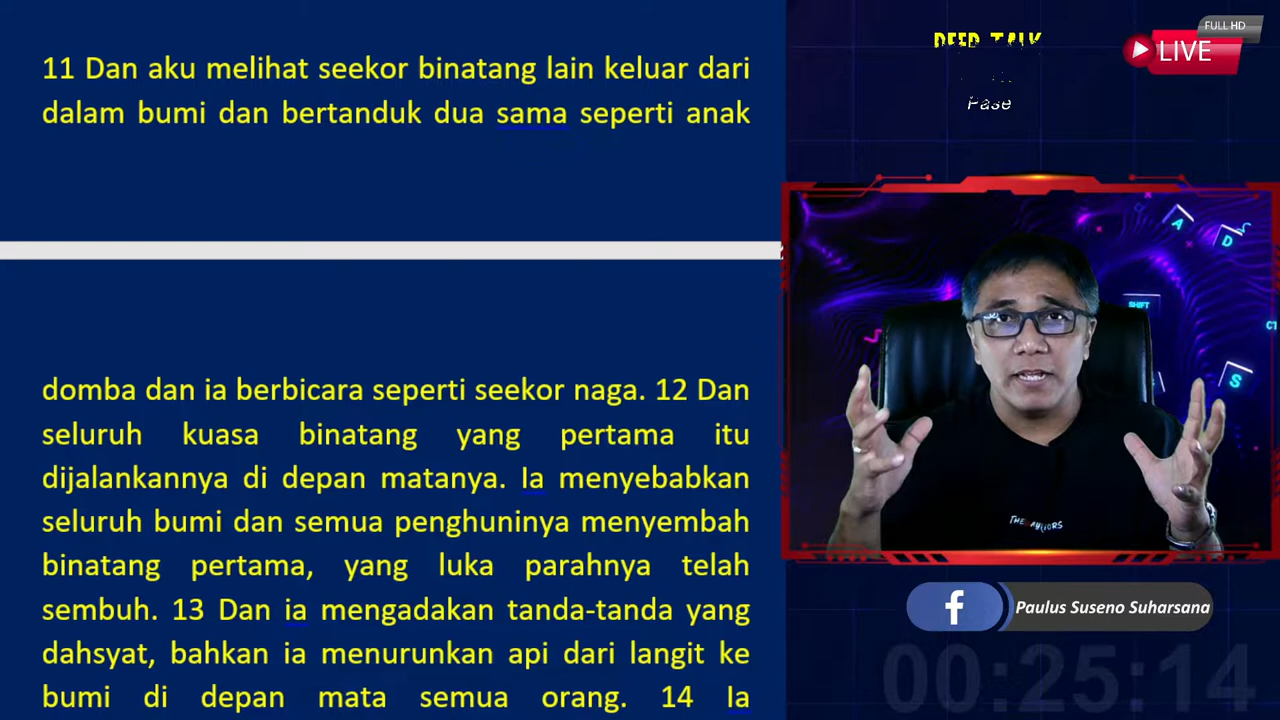 11 Dan aku melihat seekor binatang lain keluar dari
dalam bumi dan bertanduk dua sama seperti anak
domba dan ia berbicara seperti seekor naga. 12 Dan
seluruh kuasa binatang yang pertama itu
dijalankannya di depan matanya. Ia menyebabkan
seluruh bumi dan semua penghuninya menyembah
binatang pertama, yang luka parahnya telah
sembuh. 13 Dan ia mengadakan tanda-tanda yang
dahsyat, bahkan ia menurunkan api dari langit ke
bumi di depan mata semua orang. 14 Ia
DEEP TALK
Pase
FULL HD
LIVE
A
D
SHIFT
S
f
Paulus Suseno Suharsana
00:25:14